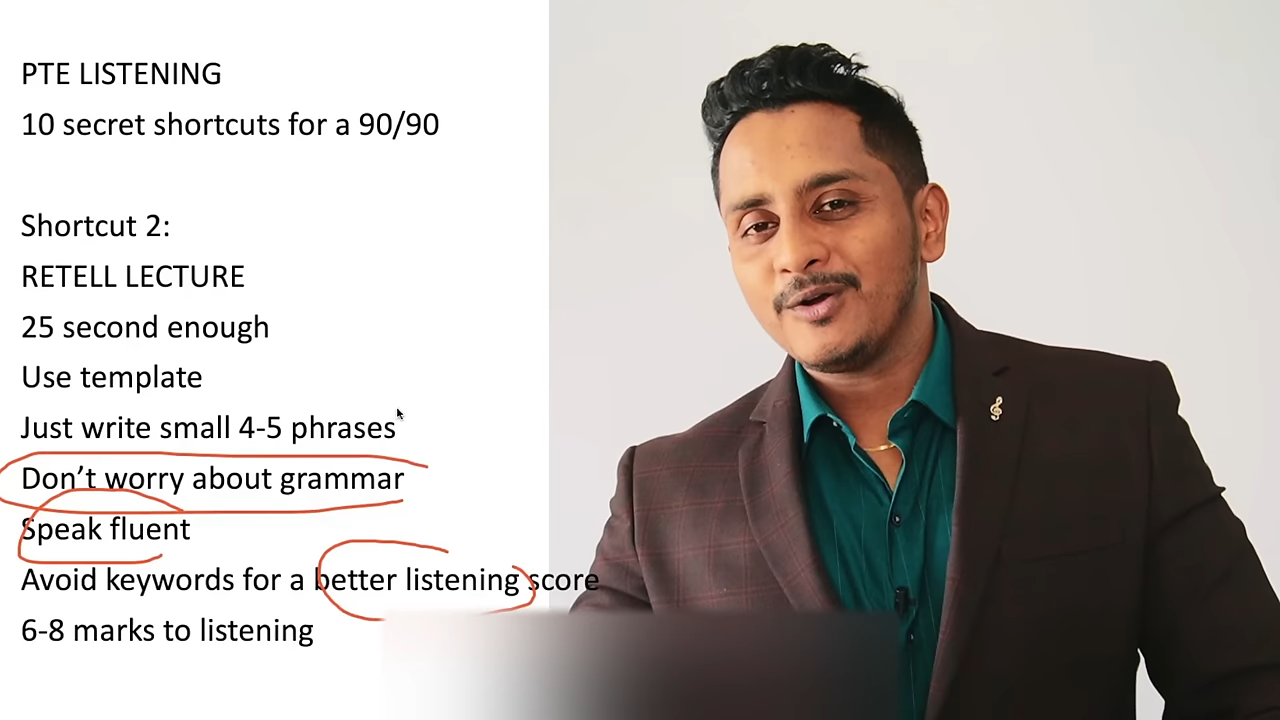 PTE LISTENING
10 secret shortcuts for a 90/90
Shortcut 2:
RETELL LECTURE
25 second enough
Use template
Just write small 4-5 phrases
Don’t worry about grammar
Speak fluent
Avoid keywords for a better listening score
6-8 marks to listening